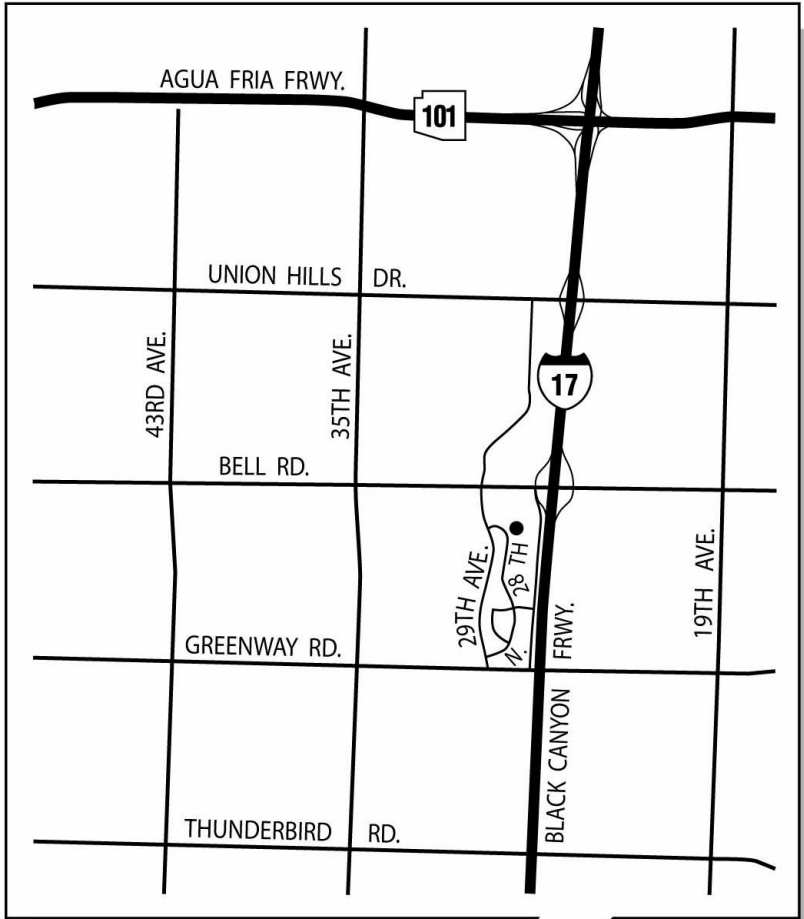 AGUA FRIA FRWY.
101
UNION HILLS DR.
43RD AVE.
35TH AVE.
17
BELL RD.
29TH AVE.
N. 28 TH
19TH AVE.
GREENWAY RD.
BLACK CANYON FRWY.
THUNDERBIRD RD.